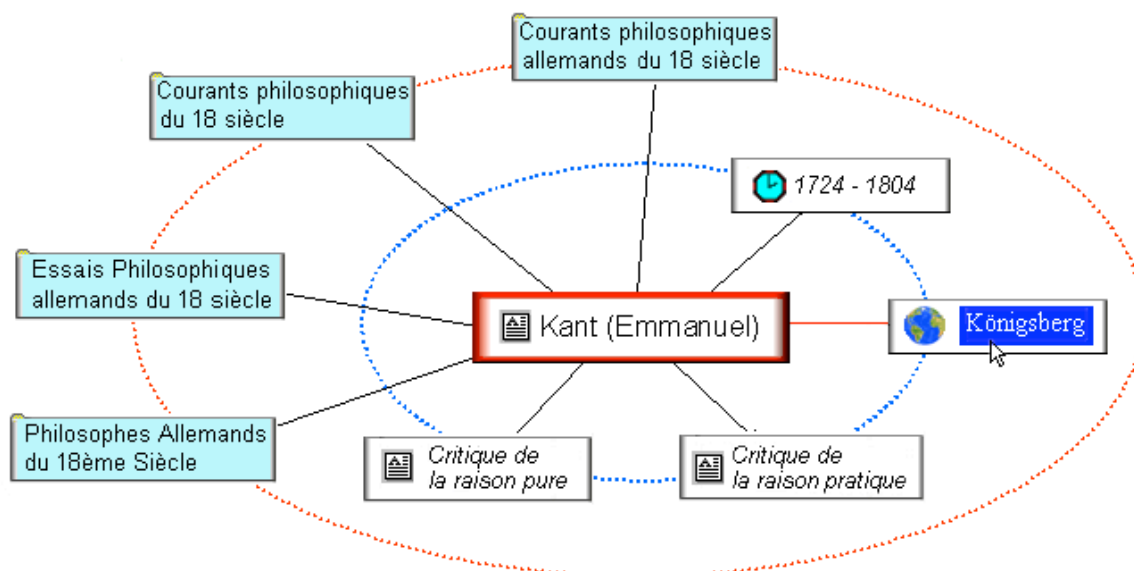 Courants philosophiques
allemands du 18 siècle
Courants philosophiques
du 18 siècle
1724 - 1804
Essais Philosophiques
allemands du 18 siècle
Kant (Emmanuel)
Königsberg
Philosophes Allemands
du 18ème Siècle
Critique de
la raison pure
Critique de
la raison pratique